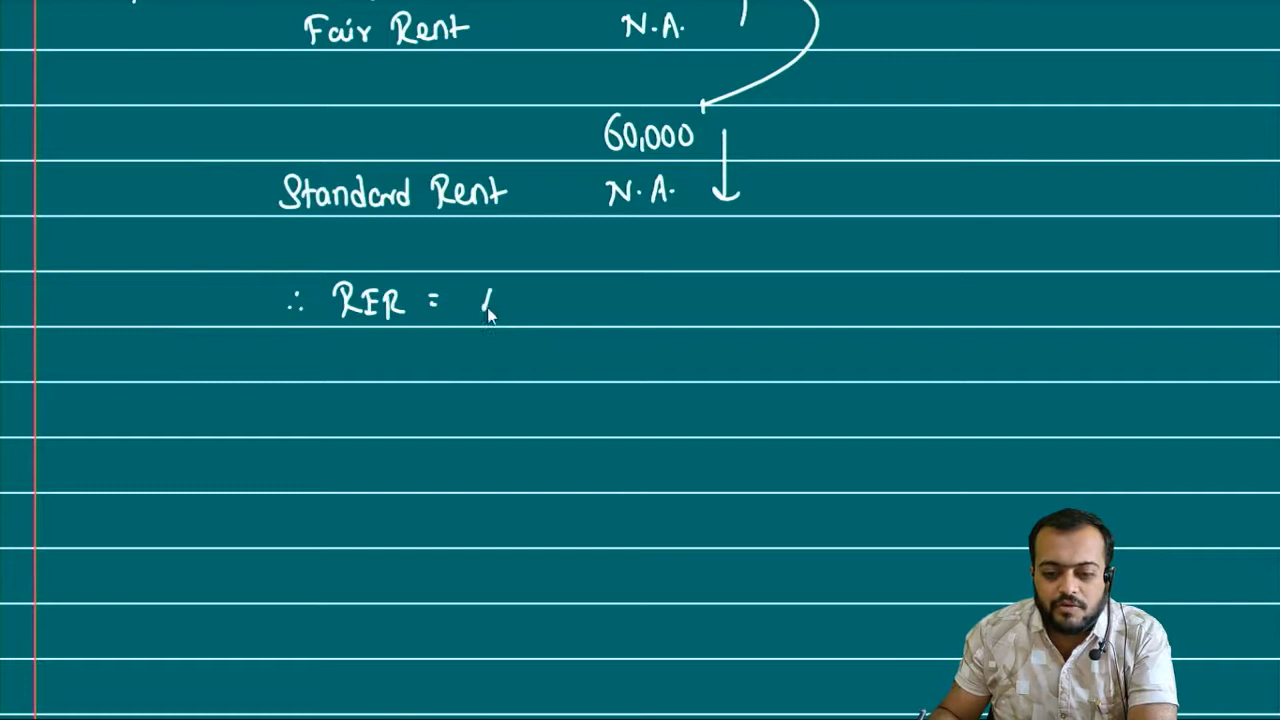 Fair Rent N.A.
60,000
Standard Rent N.A.
∴ RER =